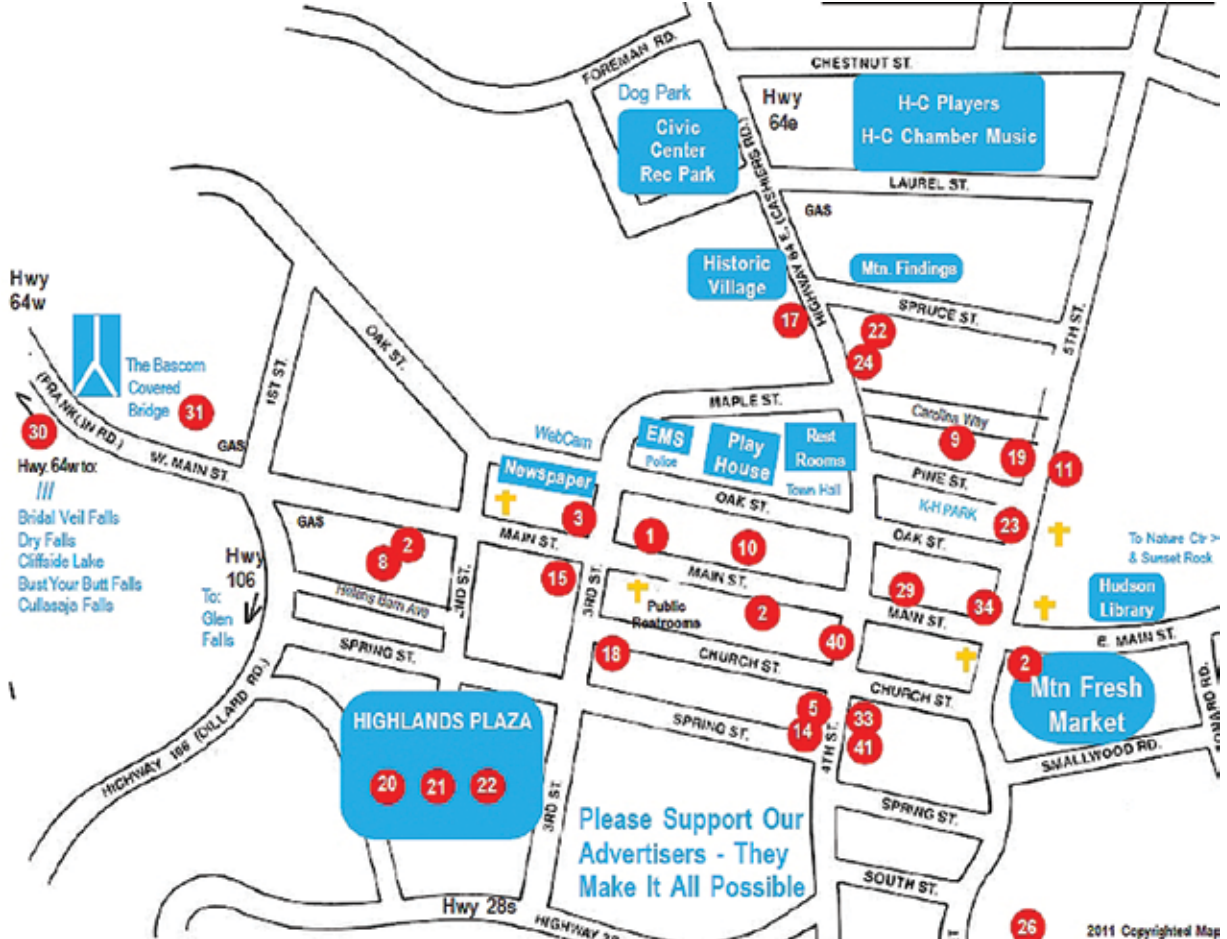 FOREMAN RD.
CHESTNUT ST.
Dog Park
Civic
Center
Rec Park
Hwy
64e
H-C Players
H-C Chamber Music
HIGHWAY 64 E. (CASHIERS RD.)
LAUREL ST.
GAS
Historic
Village
Mtn. Findings
SPRUCE ST.
5TH ST.
17
22
24
Hwy
64w
The Bascom
Covered
Bridge
31
30
(FRANKLIN RD.)
GAS
W. MAIN ST.
1ST ST.
OAK ST.
MAPLE ST.
Carolina Way
9
19
11
PINE ST.
K-H PARK
23
WebCam
EMS
Police
Play
House
Rest
Rooms
Town Hall
Newspaper
OAK ST.
OAK ST.
Hwy. 64w to:
///
Bridal Veil Falls
Dry Falls
Cliffside Lake
Bust Your Butt Falls
Cullasaja Falls
GAS
2
8
3
1
10
MAIN ST.
MAIN ST.
29
34
MAIN ST.
To Nature Ctr >
& Sunset Rock
Hudson
Library
E. MAIN ST.
Hwy
106
To:
Glen
Falls
Helens Barn Ave
2ND ST.
15
3RD ST.
Public
Restrooms
2
40
18
CHURCH ST.
CHURCH ST.
2
Mtn Fresh
Market
SPRING ST.
HIGHWAY 106 (DILLARD RD.)
HIGHLANDS PLAZA
20
21
22
3RD ST.
SPRING ST.
5
14
33
41
4TH ST.
SMALLWOOD RD.
SPRING ST.
Please Support Our
Advertisers - They
Make It All Possible
SOUTH ST.
Hwy 28s
26
2011 Copyrighted Map